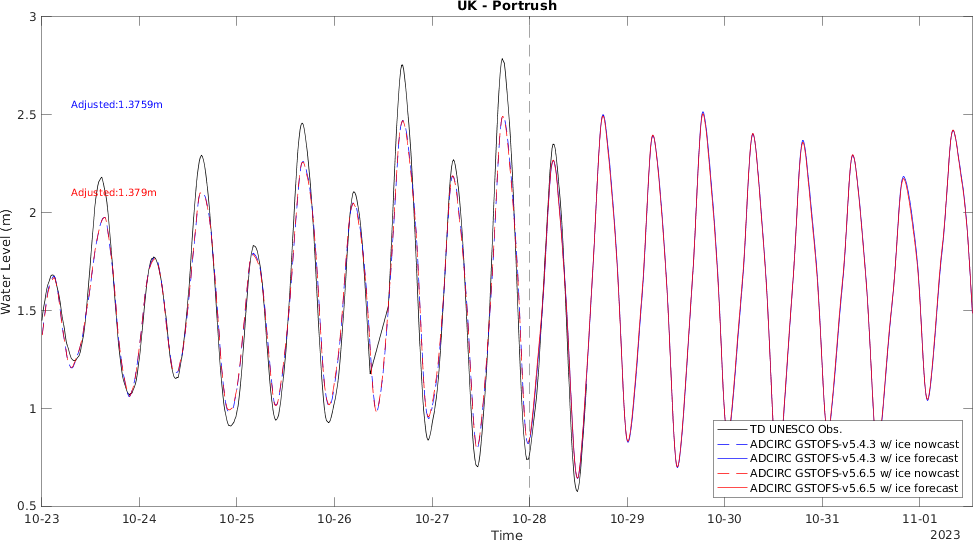 UK - Portrush
3
2.5
2
1.5
1
0.5
Water Level (m)
Adjusted:1.3759m
Adjusted:1.379m
TD UNESCO Obs.
ADCIRC GSTOFS-v5.4.3 w/ ice nowcast
ADCIRC GSTOFS-v5.4.3 w/ ice forecast
ADCIRC GSTOFS-v5.6.5 w/ ice nowcast
ADCIRC GSTOFS-v5.6.5 w/ ice forecast
10-23 10-24 10-25 10-26 10-27 10-28 10-29 10-30 10-31 11-01
Time
2023